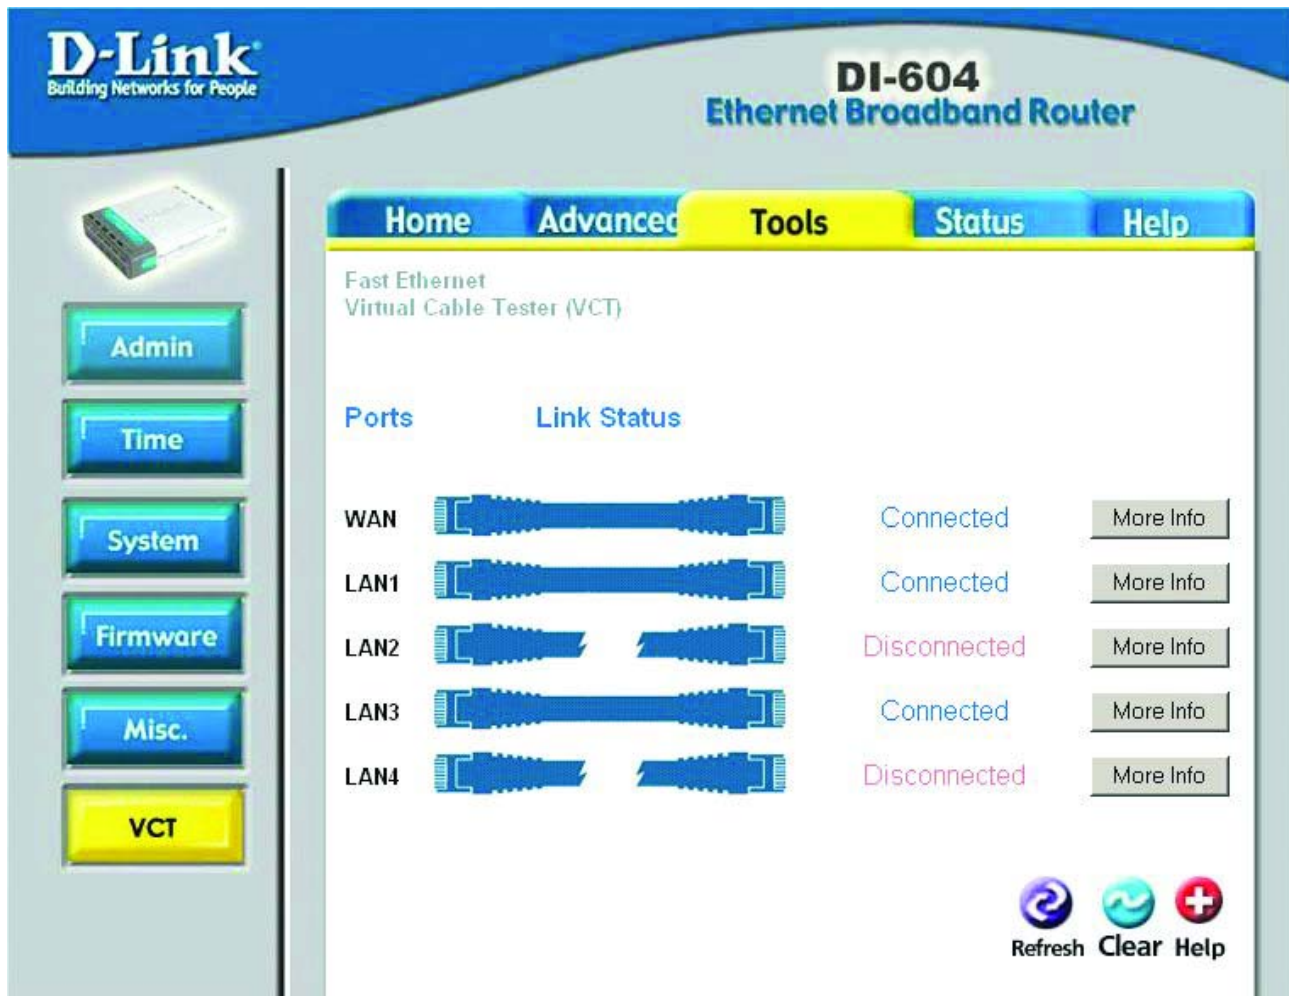 D-Link
Building Networks for People
DI-604
Ethernet Broadband Router
Home Advanced Tools Status Help
Fast Ethernet
Virtual Cable Tester (VCT)
Admin
Time
System
Firmware
Misc.
VCT
Ports Link Status
WAN Connected More Info
LAN1 Connected More Info
LAN2 Disconnected More Info
LAN3 Connected More Info
LAN4 Disconnected More Info
Refresh Clear Help